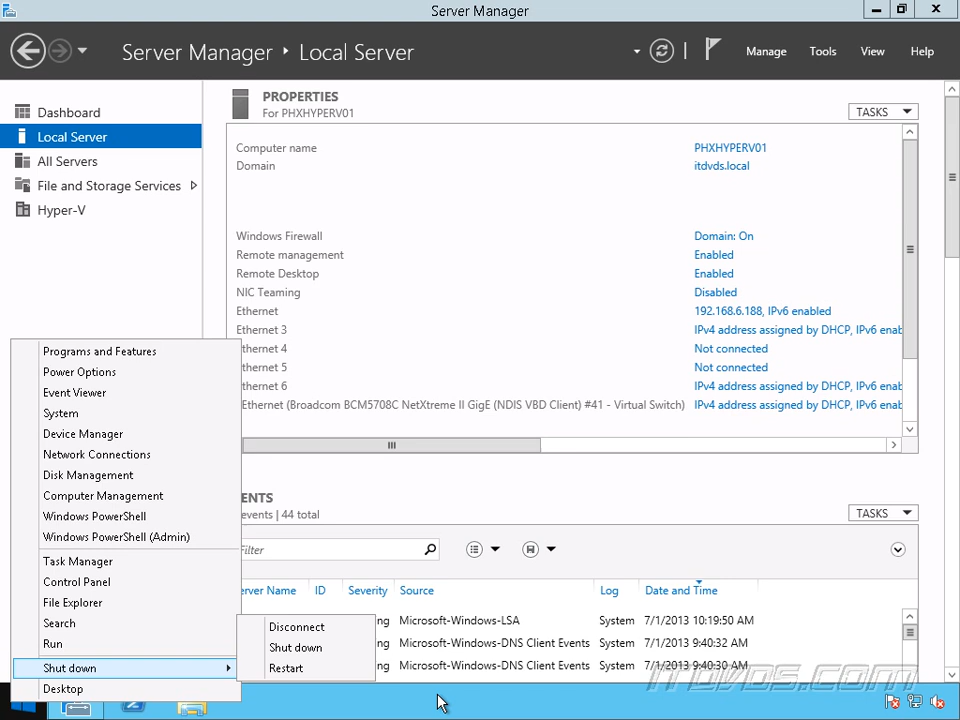 Server Manager
Server Manager ‣ Local Server
Manage Tools View Help
Dashboard
Local Server
All Servers
File and Storage Services
Hyper-V
PROPERTIES
For PHXHYPERV01
TASKS
Computer name PHXHYPERV01
Domain itdvds.local
Windows Firewall Domain: On
Remote management Enabled
Remote Desktop Enabled
NIC Teaming Disabled
Ethernet 192.168.6.188, IPv6 enabled
Ethernet 3 IPv4 address assigned by DHCP, IPv6 enab
thernet 4 Not connected
thernet 5 Not connected
thernet 6 IPv4 address assigned by DHCP, IPv6 enab
Ethernet (Broadcom BCM5708C NetXtreme II GigE (NDIS VBD Client) #41 - Virtual Switch) IPv4 address assigned by DHCP, IPv6 enab
ENTS
events | 44 total
TASKS
Filter
erver Name ID Severity Source Log Date and Time
ng Microsoft-Windows-LSA System 7/1/2013 10:19:50 AM
ng Microsoft-Windows-DNS Client Events System 7/1/2013 9:40:32 AM
ng Microsoft-Windows-DNS Client Events System 7/1/2013 9:40:30 AM
Programs and Features
Power Options
Event Viewer
System
Device Manager
Network Connections
Disk Management
Computer Management
Windows PowerShell
Windows PowerShell (Admin)
Task Manager
Control Panel
File Explorer
Search
Run
Shut down
Desktop
Disconnect
Shut down
Restart
ITDVDS.com